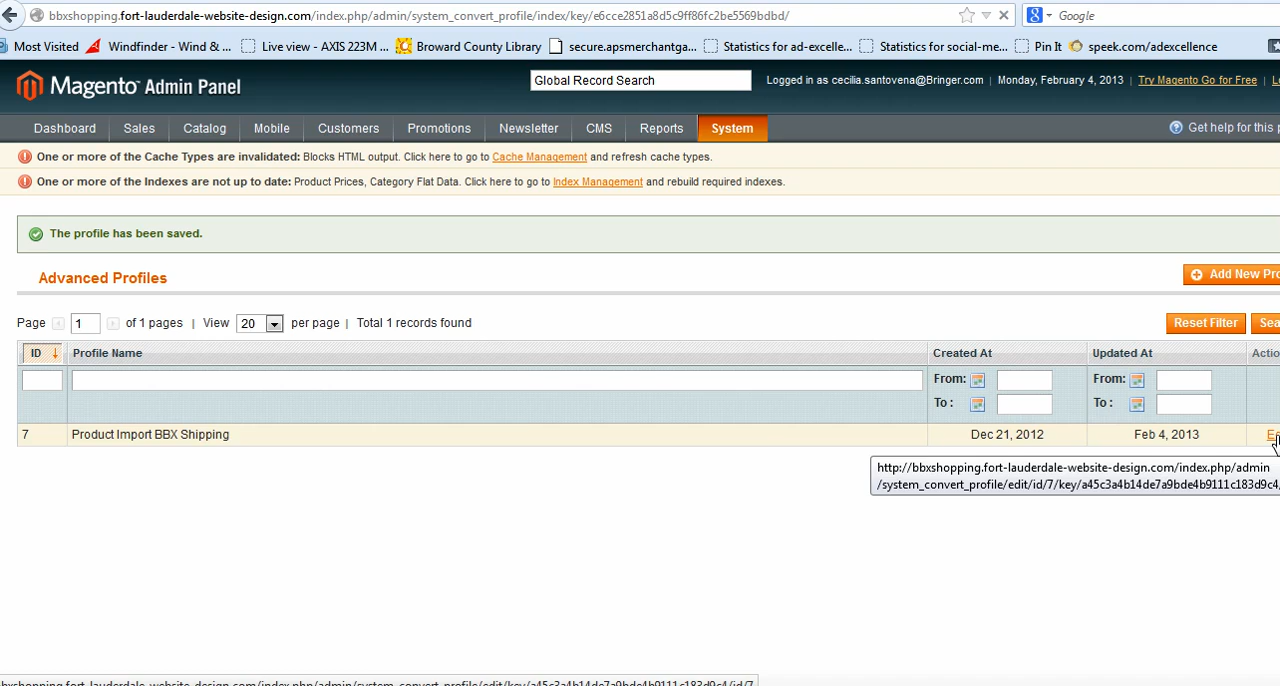 bbxshopping.fort-lauderdale-website-design.com/index.php/admin/system_convert_profile/index/key/e6cce2851a8d5c9ff86fc2be5569bdbd/
Google
Most Visited Windfinder - Wind & ... Live view - AXIS 223M ... Broward County Library secure.apsmerchantga... Statistics for ad-excelle... Statistics for social-me... Pin It speek.com/adexcellence
Magento Admin Panel
Global Record Search
Logged in as cecilia.santovena@Bringer.com | Monday, February 4, 2013 | Try Magento Go for Free |
Dashboard Sales Catalog Mobile Customers Promotions Newsletter CMS Reports System Get help for this
One or more of the Cache Types are invalidated: Blocks HTML output. Click here to go to Cache Management and refresh cache types.
One or more of the Indexes are not up to date: Product Prices, Category Flat Data. Click here to go to Index Management and rebuild required indexes.
The profile has been saved.
Advanced Profiles
Add New Pro
Page 1 of 1 pages | View 20 per page | Total 1 records found
Reset Filter Sea
ID Profile Name Created At Updated At Actio
From: From:
To : To :
7 Product Import BBX Shipping Dec 21, 2012 Feb 4, 2013
http://bbxshopping.fort-lauderdale-website-design.com/index.php/admin
/system_convert_profile/edit/id/7/key/a45c3a4b14de7a9bde4b9111c183d9c4/